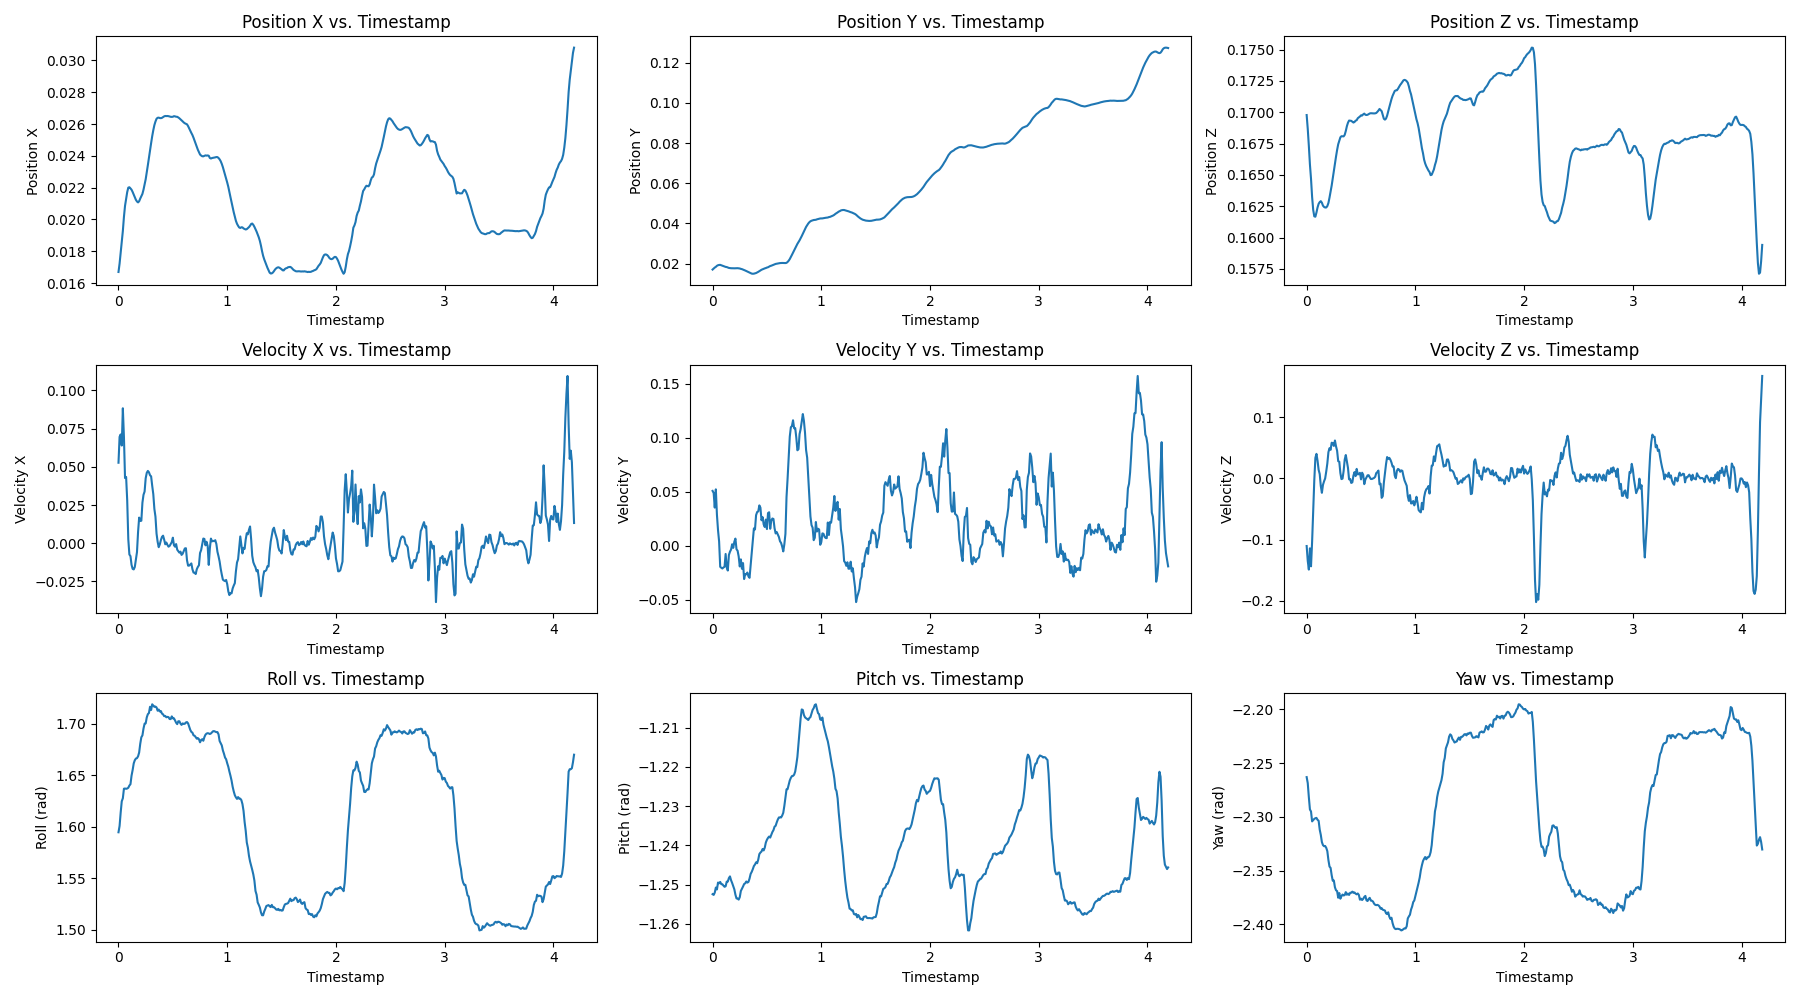 Position X vs. Timestamp
Position X
0.030
0.028
0.026
0.024
0.022
0.020
0.018
0.016
0 1 2 3 4
Timestamp
Position Y vs. Timestamp
Position Y
0.12
0.10
0.08
0.06
0.04
0.02
0 1 2 3 4
Timestamp
Position Z vs. Timestamp
Position Z
0.1750
0.1725
0.1700
0.1675
0.1650
0.1625
0.1600
0.1575
0 1 2 3 4
Timestamp
Velocity X vs. Timestamp
Velocity X
0.100
0.075
0.050
0.025
0.000
−0.025
0 1 2 3 4
Timestamp
Velocity Y vs. Timestamp
Velocity Y
0.15
0.10
0.05
0.00
−0.05
0 1 2 3 4
Timestamp
Velocity Z vs. Timestamp
Velocity Z
0.1
0.0
−0.1
−0.2
0 1 2 3 4
Timestamp
Roll vs. Timestamp
Roll (rad)
1.70
1.65
1.60
1.55
1.50
0 1 2 3 4
Timestamp
Pitch vs. Timestamp
Pitch (rad)
−1.21
−1.22
−1.23
−1.24
−1.25
−1.26
0 1 2 3 4
Timestamp
Yaw vs. Timestamp
Yaw (rad)
−2.20
−2.25
−2.30
−2.35
−2.40
0 1 2 3 4
Timestamp